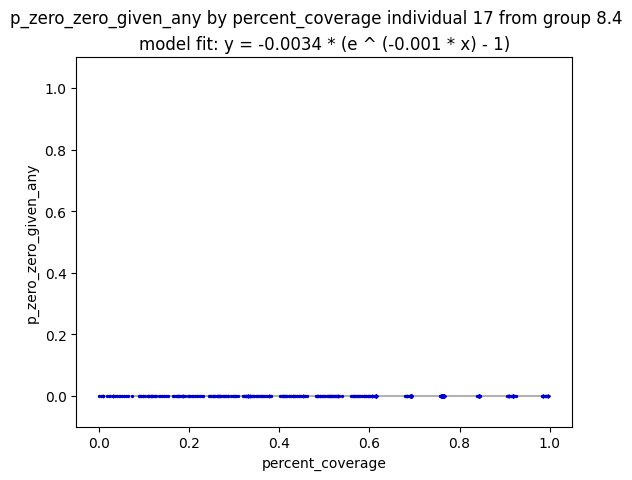 p_zero_zero_given_any by percent_coverage individual 17 from group 8.4
model fit: y = -0.0034 * (e ^ (-0.001 * x) - 1)
1.0
0.8
0.6
0.4
0.2
0.0
p_zero_zero_given_any
0.0 0.2 0.4 0.6 0.8 1.0
percent_coverage